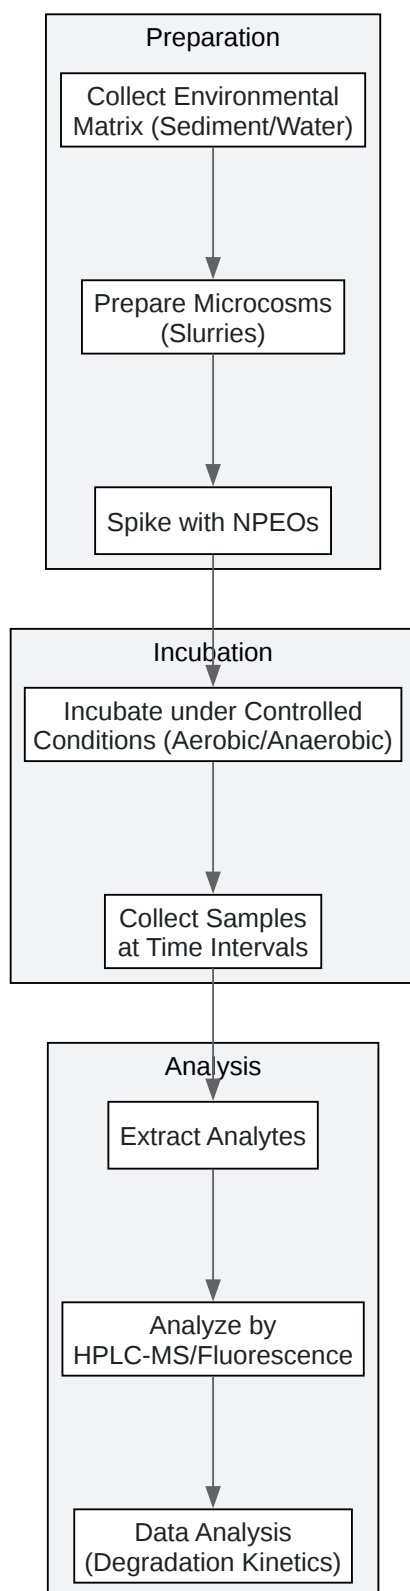 Preparation
Collect Environmental
Matrix (Sediment/Water)
Prepare Microcosms
(Slurries)
Spike with NPEOs
Incubation
Incubate under Controlled
Conditions (Aerobic/Anaerobic)
Collect Samples
at Time Intervals
Analysis
Extract Analytes
Analyze by
HPLC-MS/Fluorescence
Data Analysis
(Degradation Kinetics)